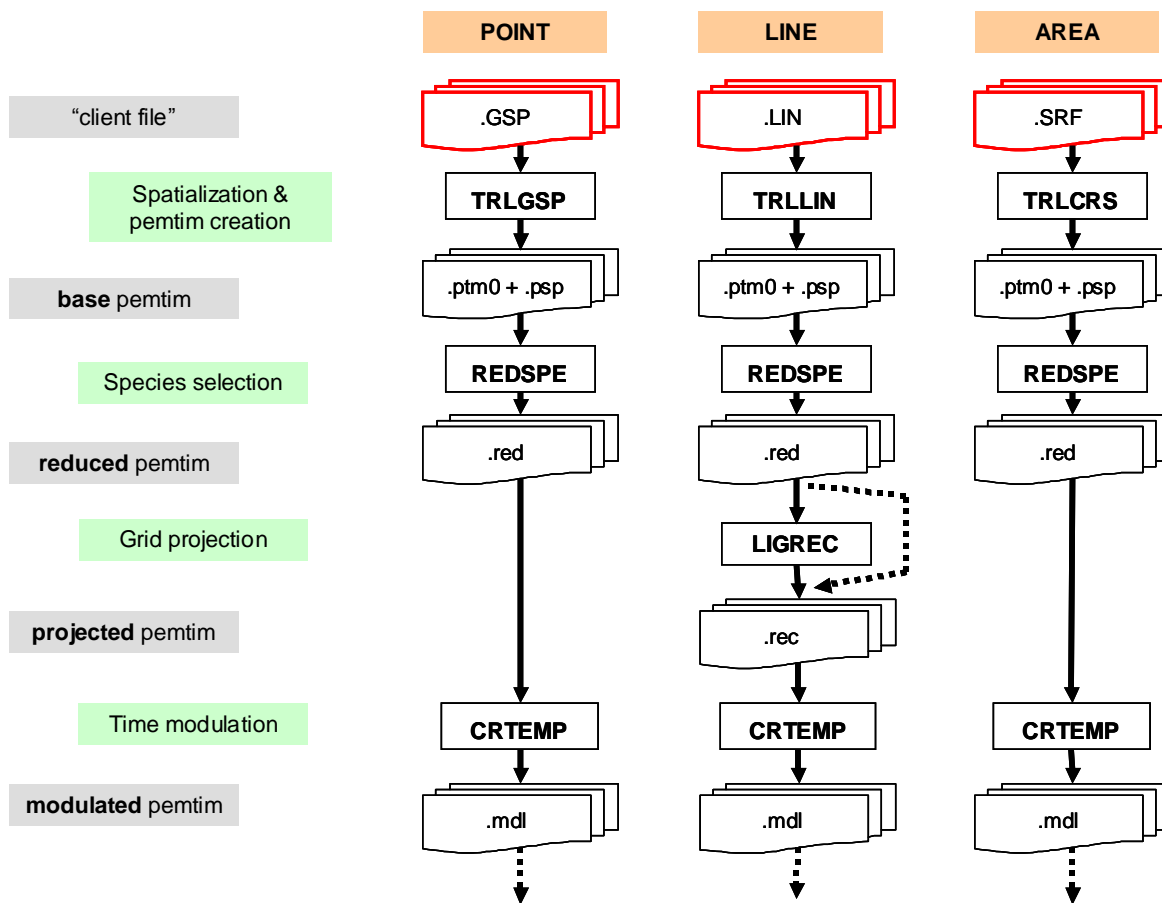 POINT LINE AREA
“client file” .GSP .LIN .SRF
Spatialization &
pemtim creation
TRLGSP TRLLIN TRLCRS
base pemtim .ptm0 + .psp .ptm0 + .psp .ptm0 + .psp
Species selection REDSPE REDSPE REDSPE
reduced pemtim .red .red .red
Grid projection LIGREC
projected pemtim .rec
Time modulation CRTEMP CRTEMP CRTEMP
modulated pemtim .mdl .mdl .mdl